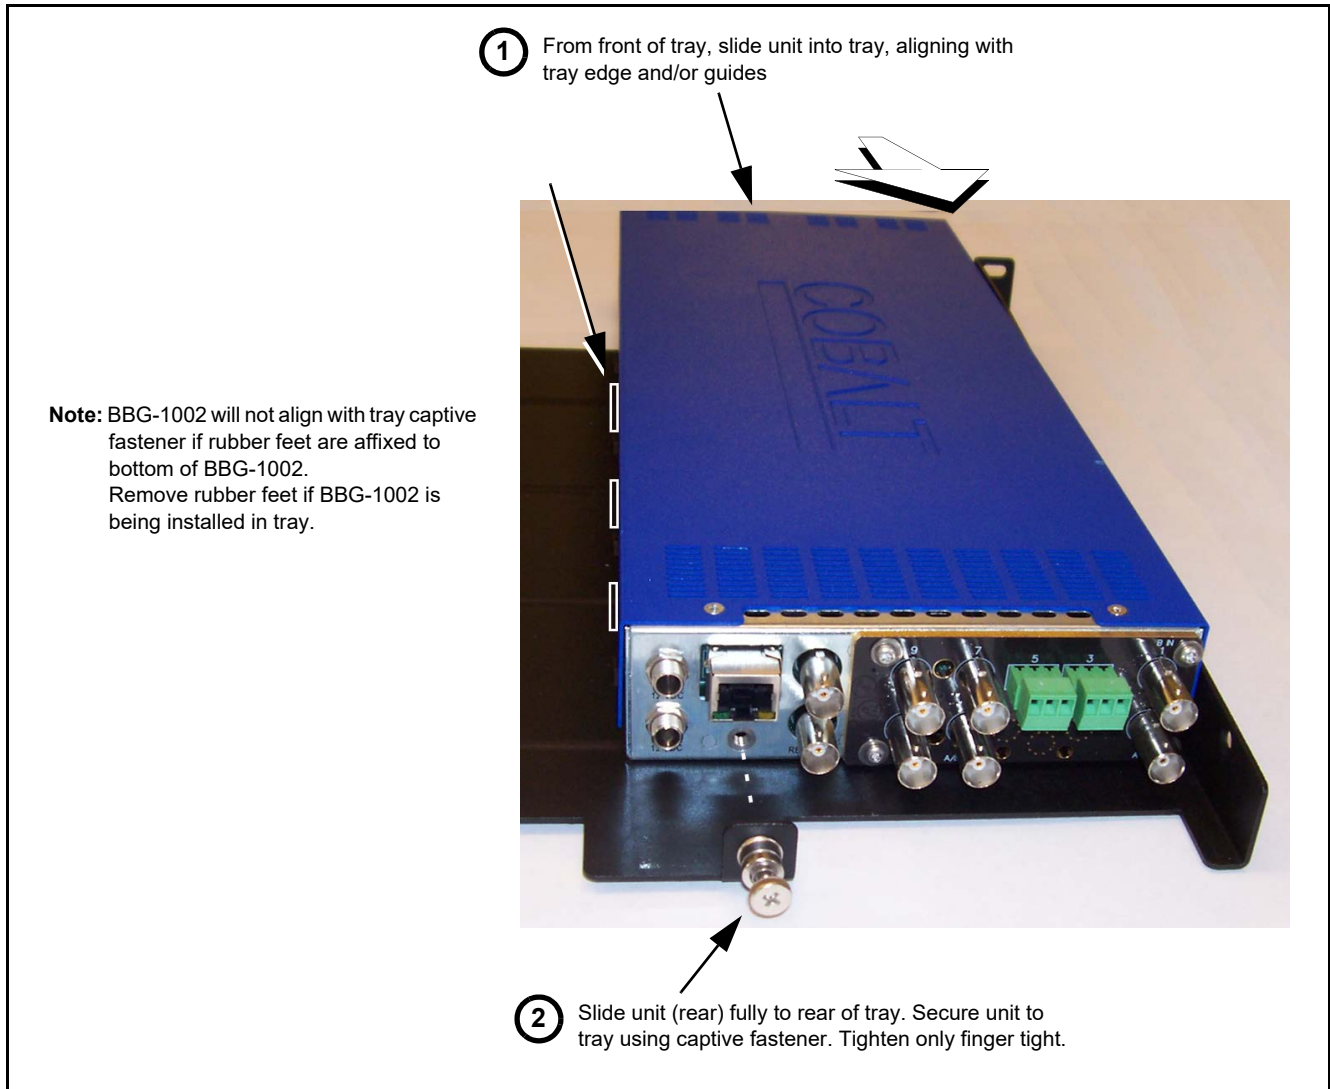 1
From front of tray, slide unit into tray, aligning with
tray edge and/or guides
Note: BBG-1002 will not align with tray captive
fastener if rubber feet are affixed to
bottom of BBG-1002.
Remove rubber feet if BBG-1002 is
being installed in tray.
COBALT
9
7
5
3
1
B IN
2
Slide unit (rear) fully to rear of tray. Secure unit to
tray using captive fastener. Tighten only finger tight.